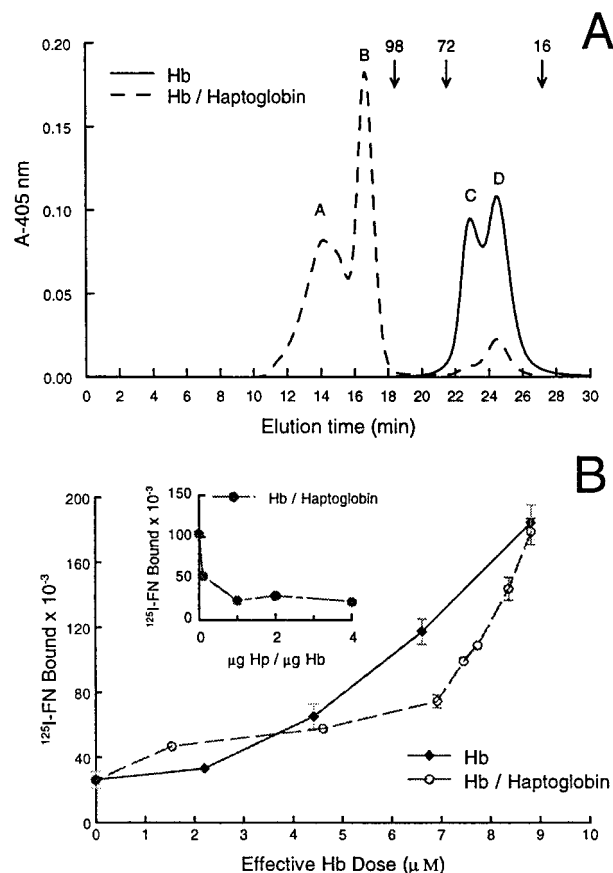 A
98 72 16
B
Hb
Hb / Haptoglobin
A
C D
A-405 nm
0.20
0.15
0.10
0.05
0.00
0 2 4 6 8 10 12 14 16 18 20 22 24 26 28 30
Elution time (min)
B
¹²⁵I-FN Bound x 10⁻³
200
160
120
80
40
0
¹²⁵I-FN Bound x 10⁻³
150
100
50
0
Hb / Haptoglobin
0 2 4
µg Hp / µg Hb
Hb
Hb / Haptoglobin
0 1 2 3 4 5 6 7 8 9 10
Effective Hb Dose (µM)